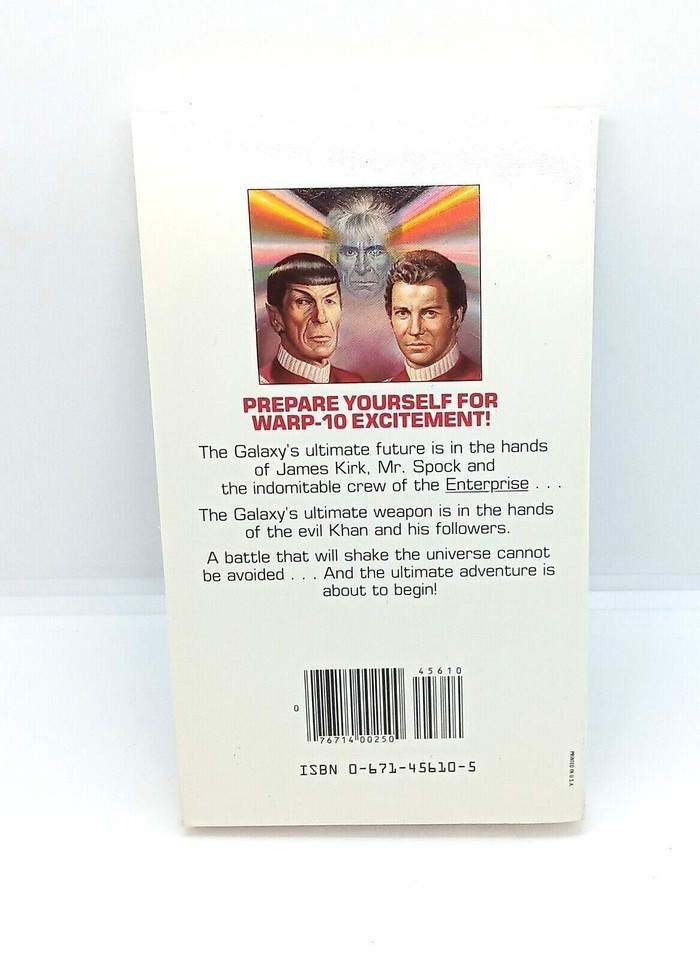 PREPARE YOURSELF FOR
WARP-10 EXCITEMENT!
The Galaxy's ultimate future is in the hands
of James Kirk, Mr. Spock and
the indomitable crew of the Enterprise . . .
The Galaxy's ultimate weapon is in the hands
of the evil Khan and his followers.
A battle that will shake the universe cannot
be avoided . . . And the ultimate adventure is
about to begin!
45610
0
76714 00250
ISBN 0-671-45610-5
PRINTED IN U.S.A.